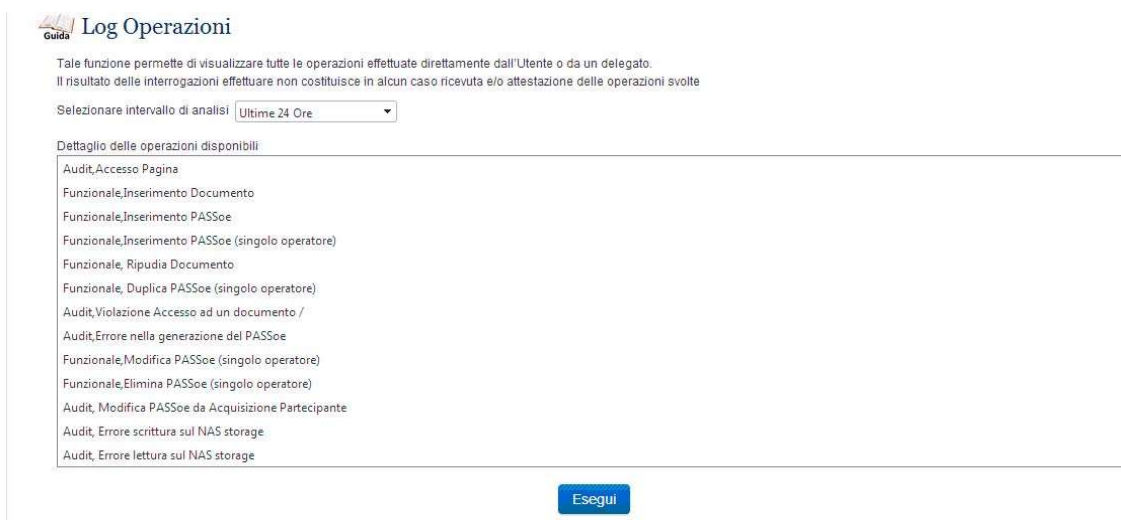 Guida
Log Operazioni
Tale funzione permette di visualizzare tutte le operazioni effettuate direttamente dall'Utente o da un delegato.
Il risultato delle interrogazioni effettuare non costituisce in alcun caso ricevuta e/o attestazione delle operazioni svolte
Selezionare intervallo di analisi Ultime 24 Ore
Dettaglio delle operazioni disponibili
Audit,Accesso Pagina
Funzionale,Inserimento Documento
Funzionale,Inserimento PASSoe
Funzionale,Inserimento PASSoe (singolo operatore)
Funzionale, Ripudia Documento
Funzionale, Duplica PASSoe (singolo operatore)
Audit,Violazione Accesso ad un documento /
Audit,Errore nella generazione del PASSoe
Funzionale,Modifica PASSoe (singolo operatore)
Funzionale,Elimina PASSoe (singolo operatore)
Audit, Modifica PASSoe da Acquisizione Partecipante
Audit, Errore scrittura sul NAS storage
Audit, Errore lettura sul NAS storage
Esegui